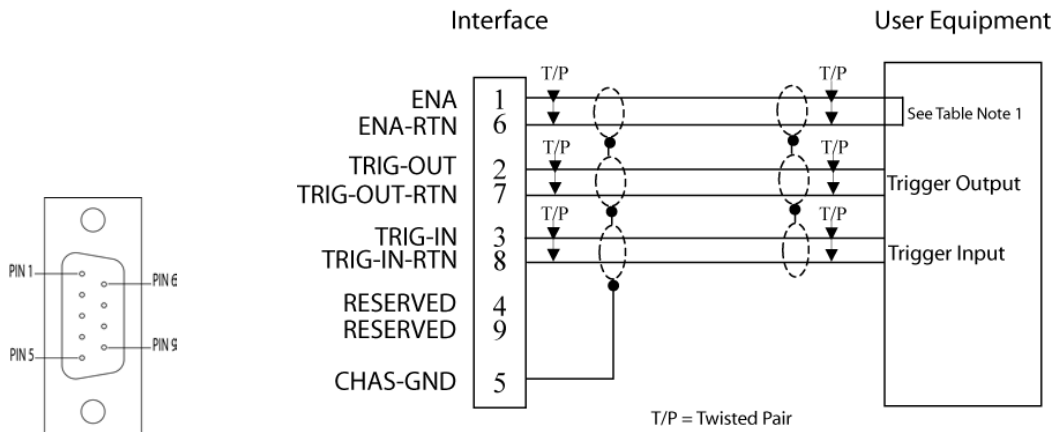 Interface
User Equipment
T/P
T/P
ENA
1
See Table Note 1
ENA-RTN
6
T/P
T/P
TRIG-OUT
2
Trigger Output
TRIG-OUT-RTN
7
T/P
T/P
TRIG-IN
3
Trigger Input
TRIG-IN-RTN
8
RESERVED
4
RESERVED
9
CHAS-GND
5
T/P = Twisted Pair
PIN 1
PIN 6
PIN 5
PIN 9